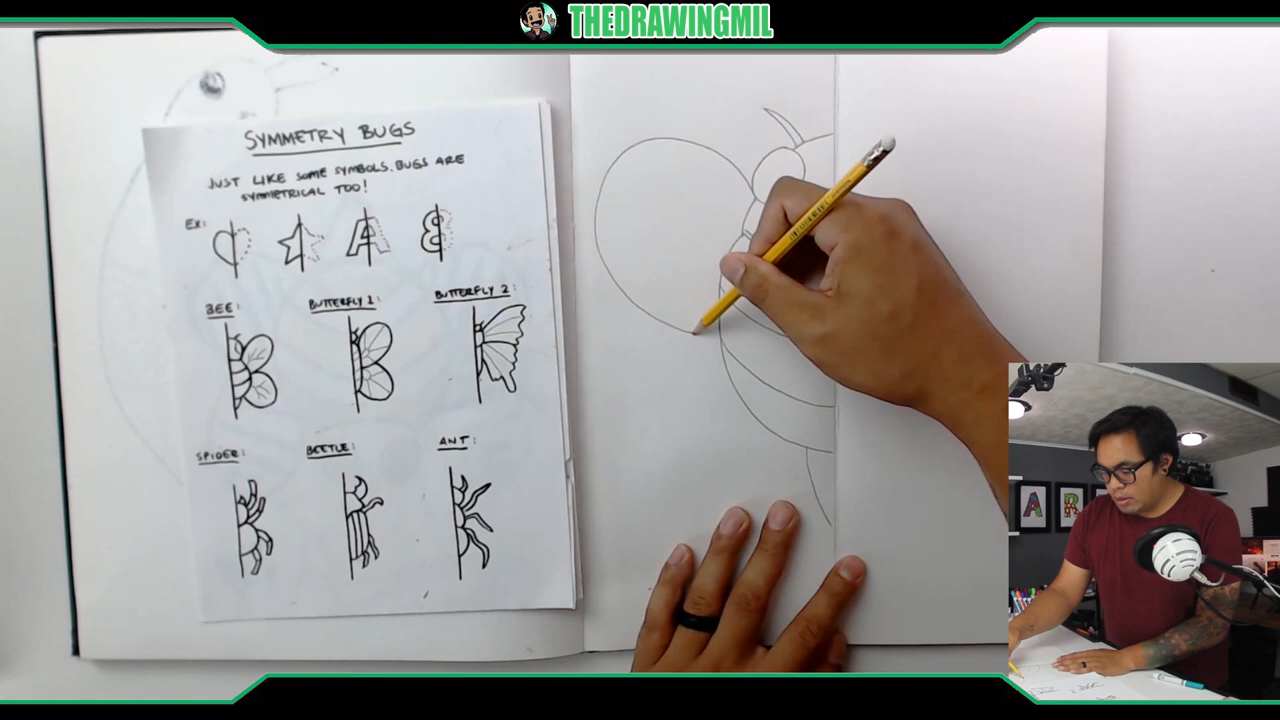 THEDRAWINGMIL
SYMMETRY BUGS
JUST LIKE SOME SYMBOLS. BUGS ARE
SYMMETRICAL TOO!
EX:
BEE:
BUTTERFLY 1:
BUTTERFLY 2:
SPIDER:
BEETLE:
ANT:
A
R